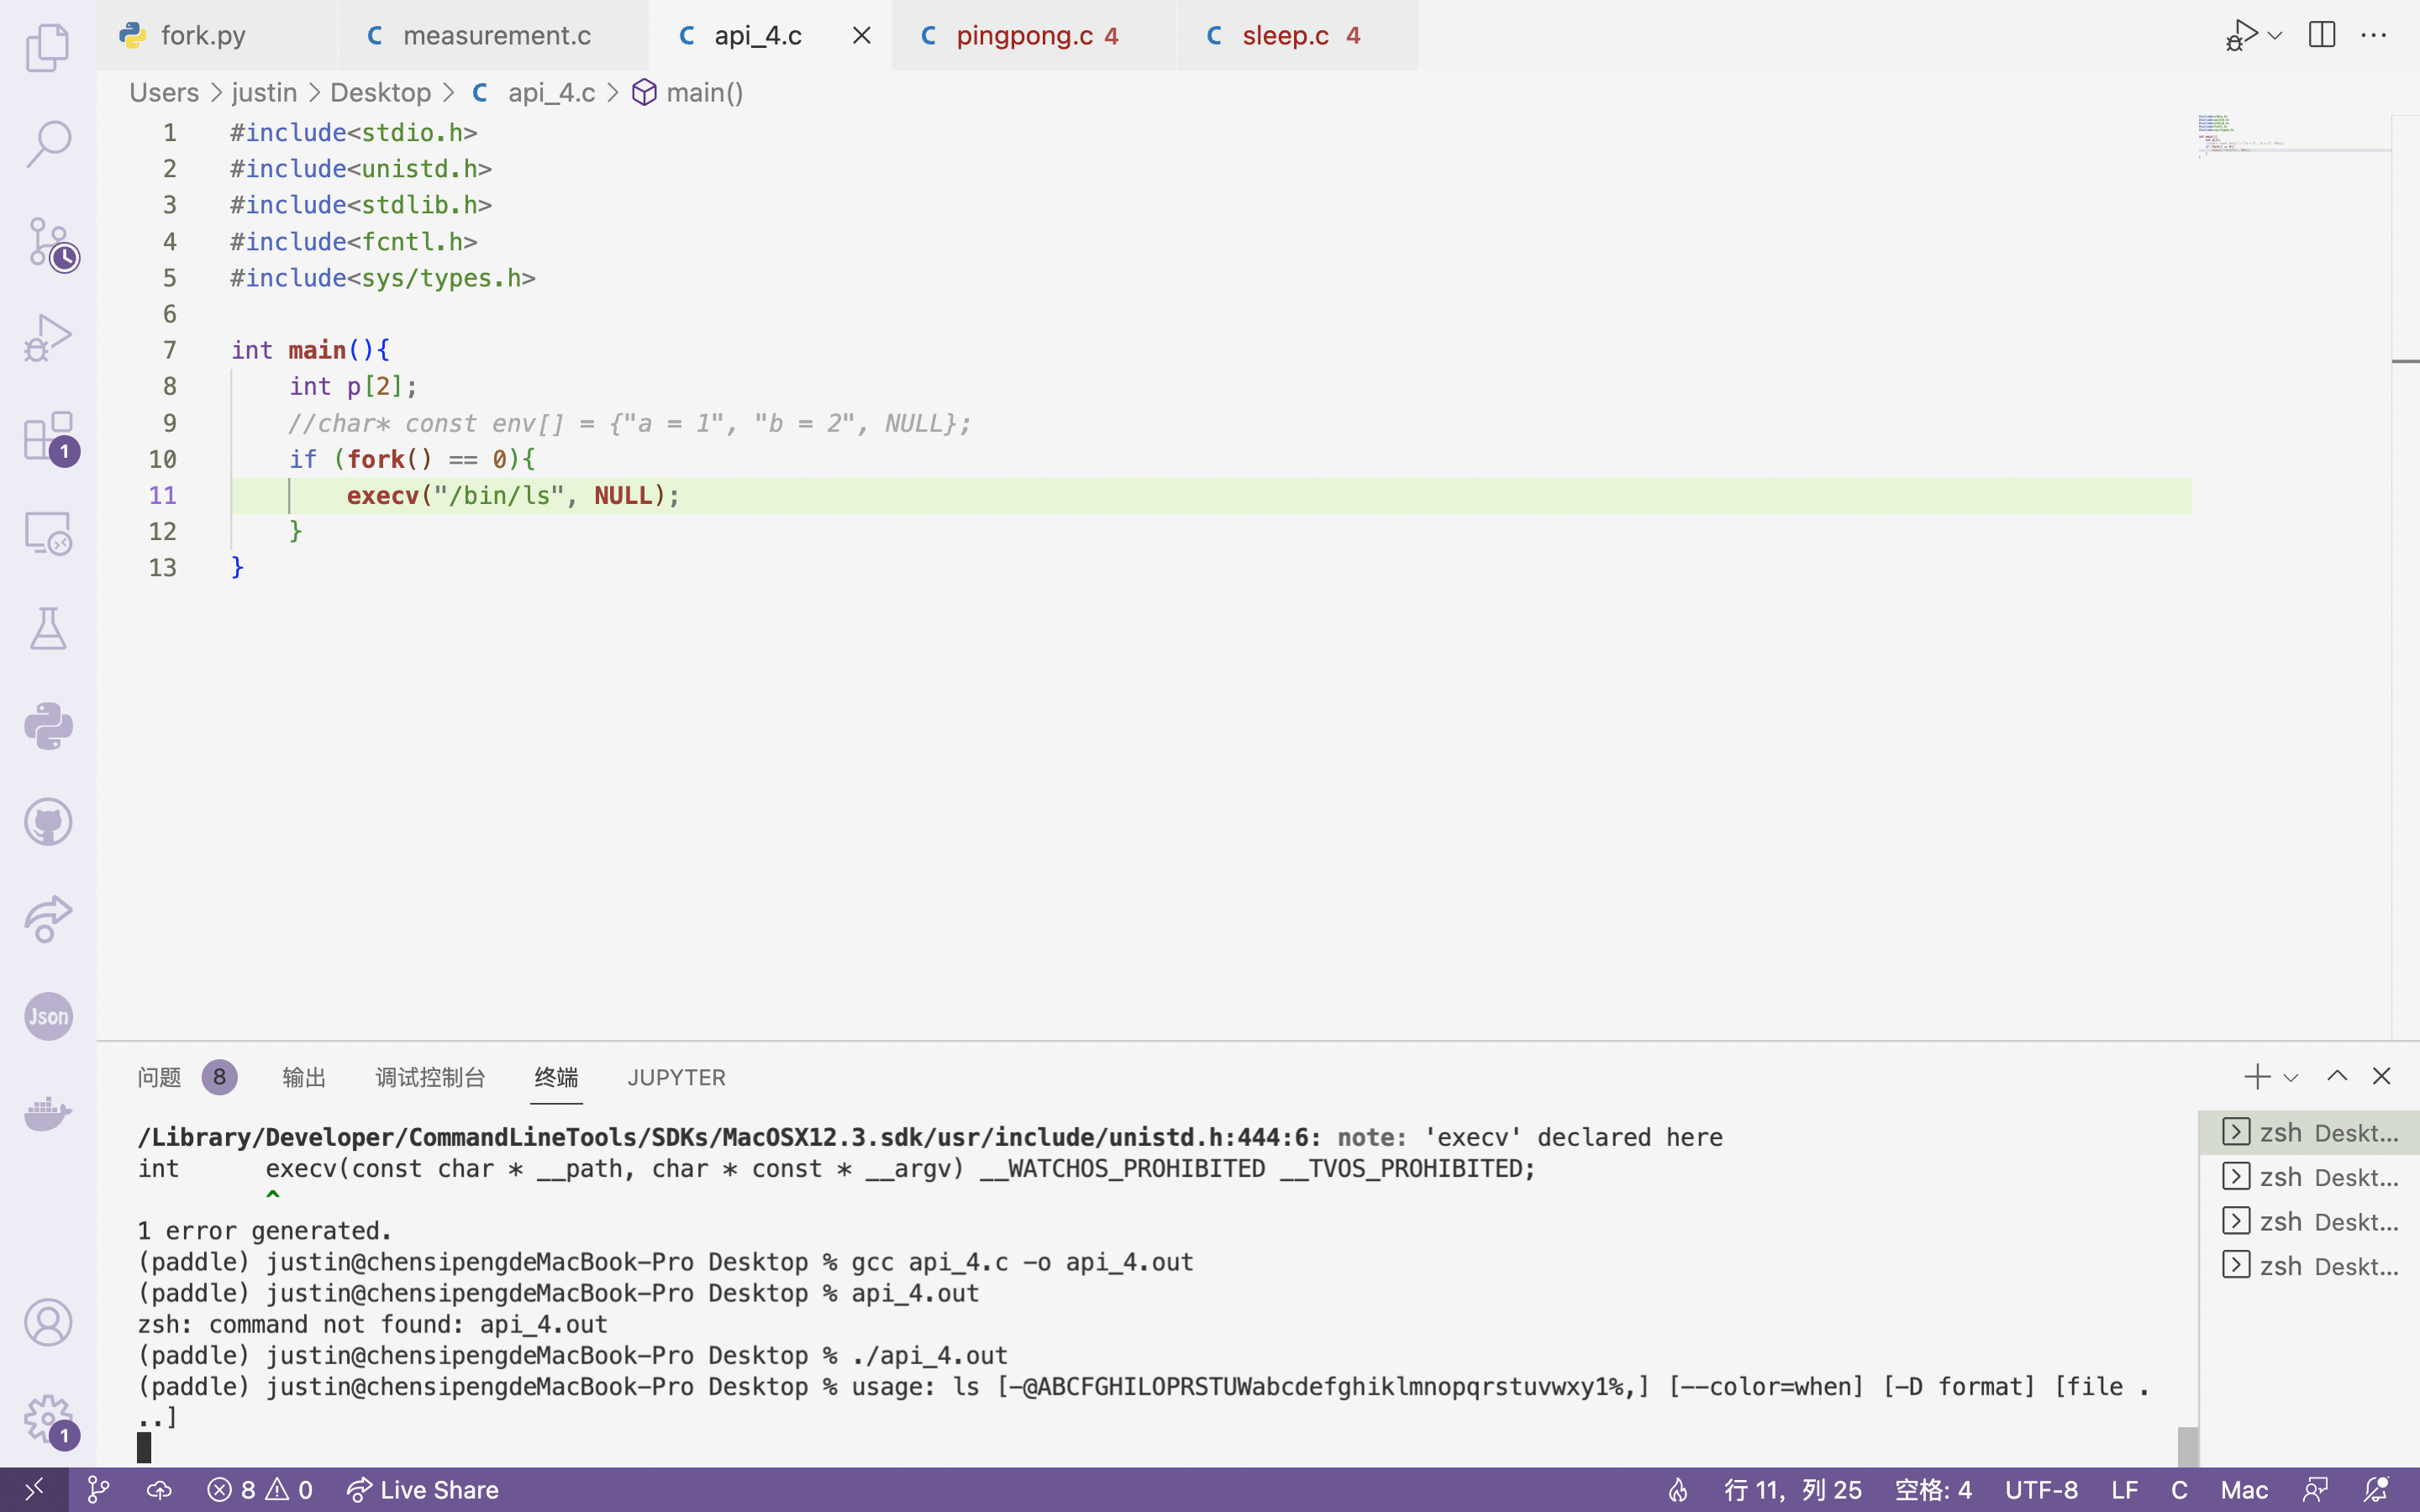 fork.py
measurement.c
api_4.c
pingpong.c 4
sleep.c 4
Users > justin > Desktop > C api_4.c > main()
1 #include<stdio.h>
2 #include<unistd.h>
3 #include<stdlib.h>
4 #include<fcntl.h>
5 #include<sys/types.h>
6
7 int main(){
8 int p[2];
9 //char* const env[] = {"a = 1", "b = 2", NULL};
10 if (fork() == 0){
11 execv("/bin/ls", NULL);
12 }
13 }
1
Json
1
问题 8 输出 调试控制台 终端 JUPYTER
/Library/Developer/CommandLineTools/SDKs/MacOSX12.3.sdk/usr/include/unistd.h:444:6: note: 'execv' declared here
int execv(const char * __path, char * const * __argv) __WATCHOS_PROHIBITED __TVOS_PROHIBITED;
^
1 error generated.
(paddle) justin@chensipengdeMacBook-Pro Desktop % gcc api_4.c -o api_4.out
(paddle) justin@chensipengdeMacBook-Pro Desktop % api_4.out
zsh: command not found: api_4.out
(paddle) justin@chensipengdeMacBook-Pro Desktop % ./api_4.out
(paddle) justin@chensipengdeMacBook-Pro Desktop % usage: ls [-@ABCFGHILOPRSTUWabcdefghiklmnopqrstuvwxy1%,] [--color=when] [-D format] [file .
..]
zsh Deskt...
zsh Deskt...
zsh Deskt...
zsh Deskt...
8 0 Live Share 行 11, 列 25 空格: 4 UTF-8 LF C Mac